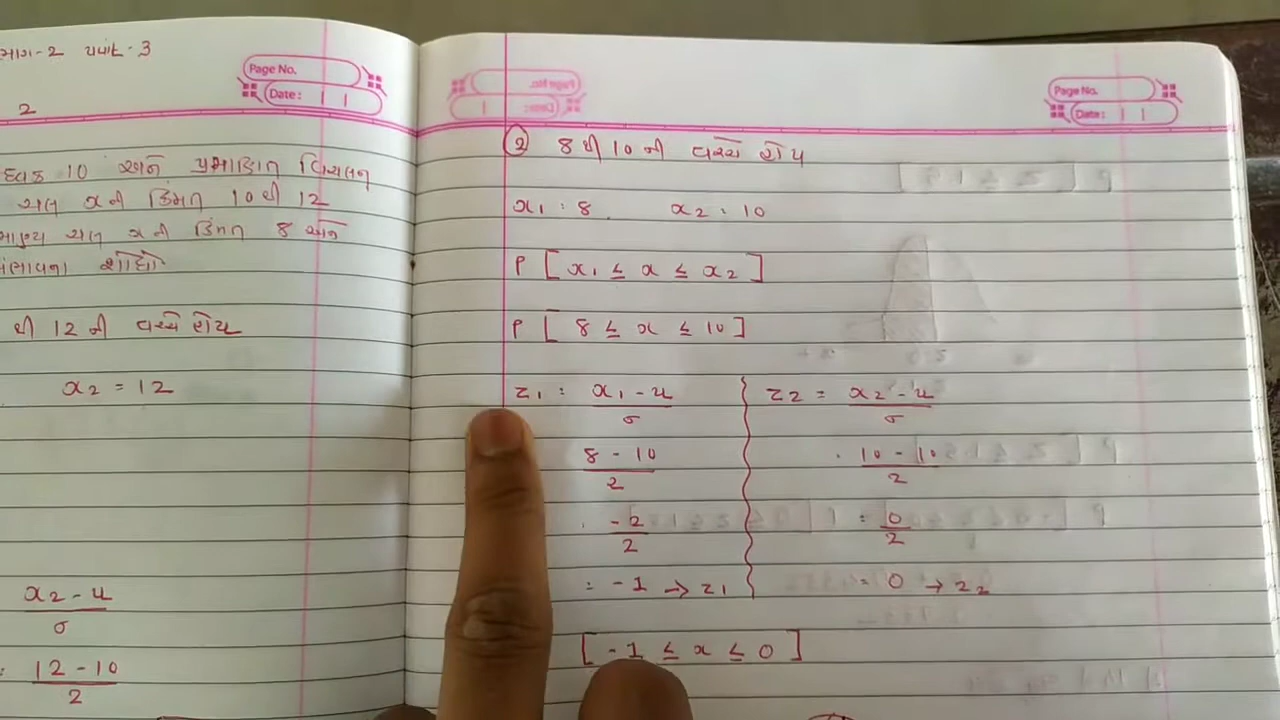 ભાગ-2 પાઠ-3
Page No.
Date:
2
10 અને પ્રમાણિત વિચલન
ચલ x ની કિંમત 10 થી 12
ચલ x ની કિંમત 8 અને
સંભાવના શોધો
થી 12 ની વચ્ચે હોય
x2 = 12
x2 - u
σ
= 12 - 10
2
Page No.
Date:
② 8 થી 10 ની વચ્ચે હોય
x1 : 8 x2 : 10
P [ x1 ≤ x ≤ x2 ]
P [ 8 ≤ x ≤ 10 ]
z1 = x1 - u
σ
8 - 10
2
-2
2
= -1 → z1
z2 = x2 - u
σ
10 - 10
2
= 0
2
= 0 → z2
[ -1 ≤ x ≤ 0 ]